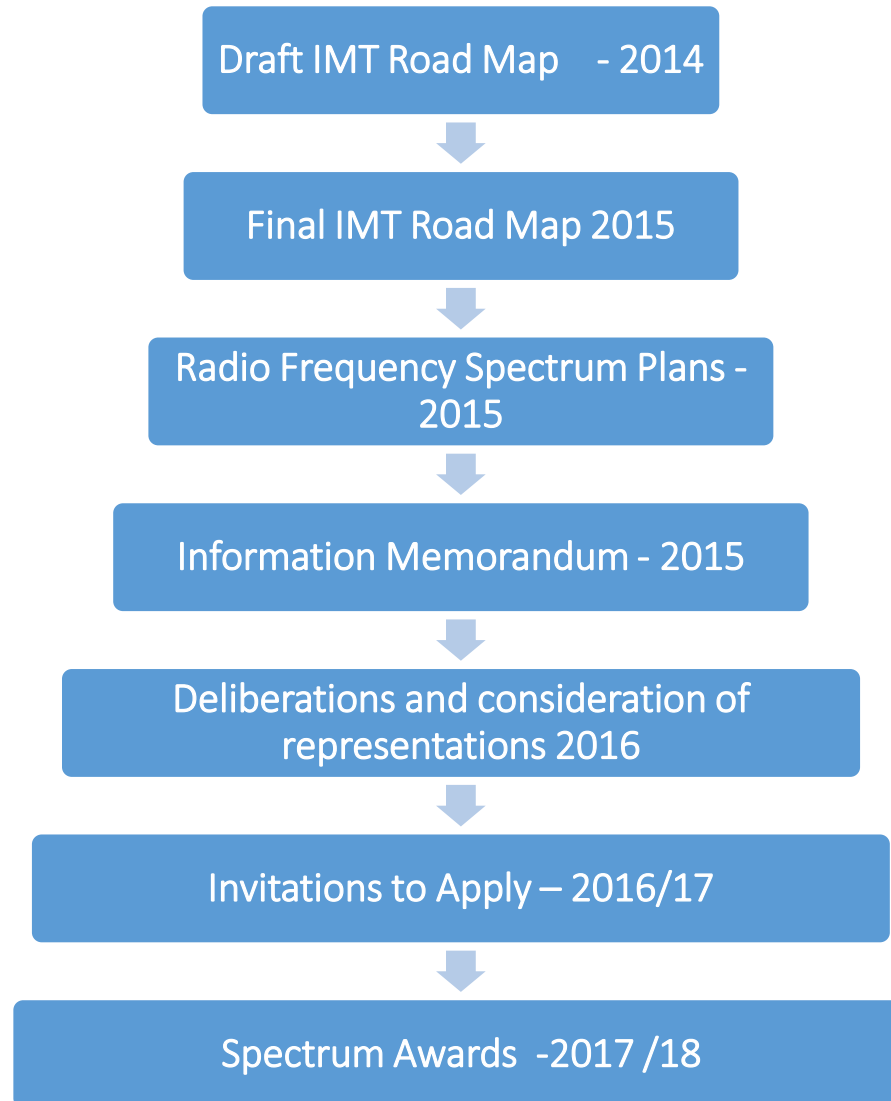 Draft IMT Road Map - 2014
Final IMT Road Map 2015
Radio Frequency Spectrum Plans -
2015
Information Memorandum - 2015
Deliberations and consideration of
representations 2016
Invitations to Apply – 2016/17
Spectrum Awards -2017 /18